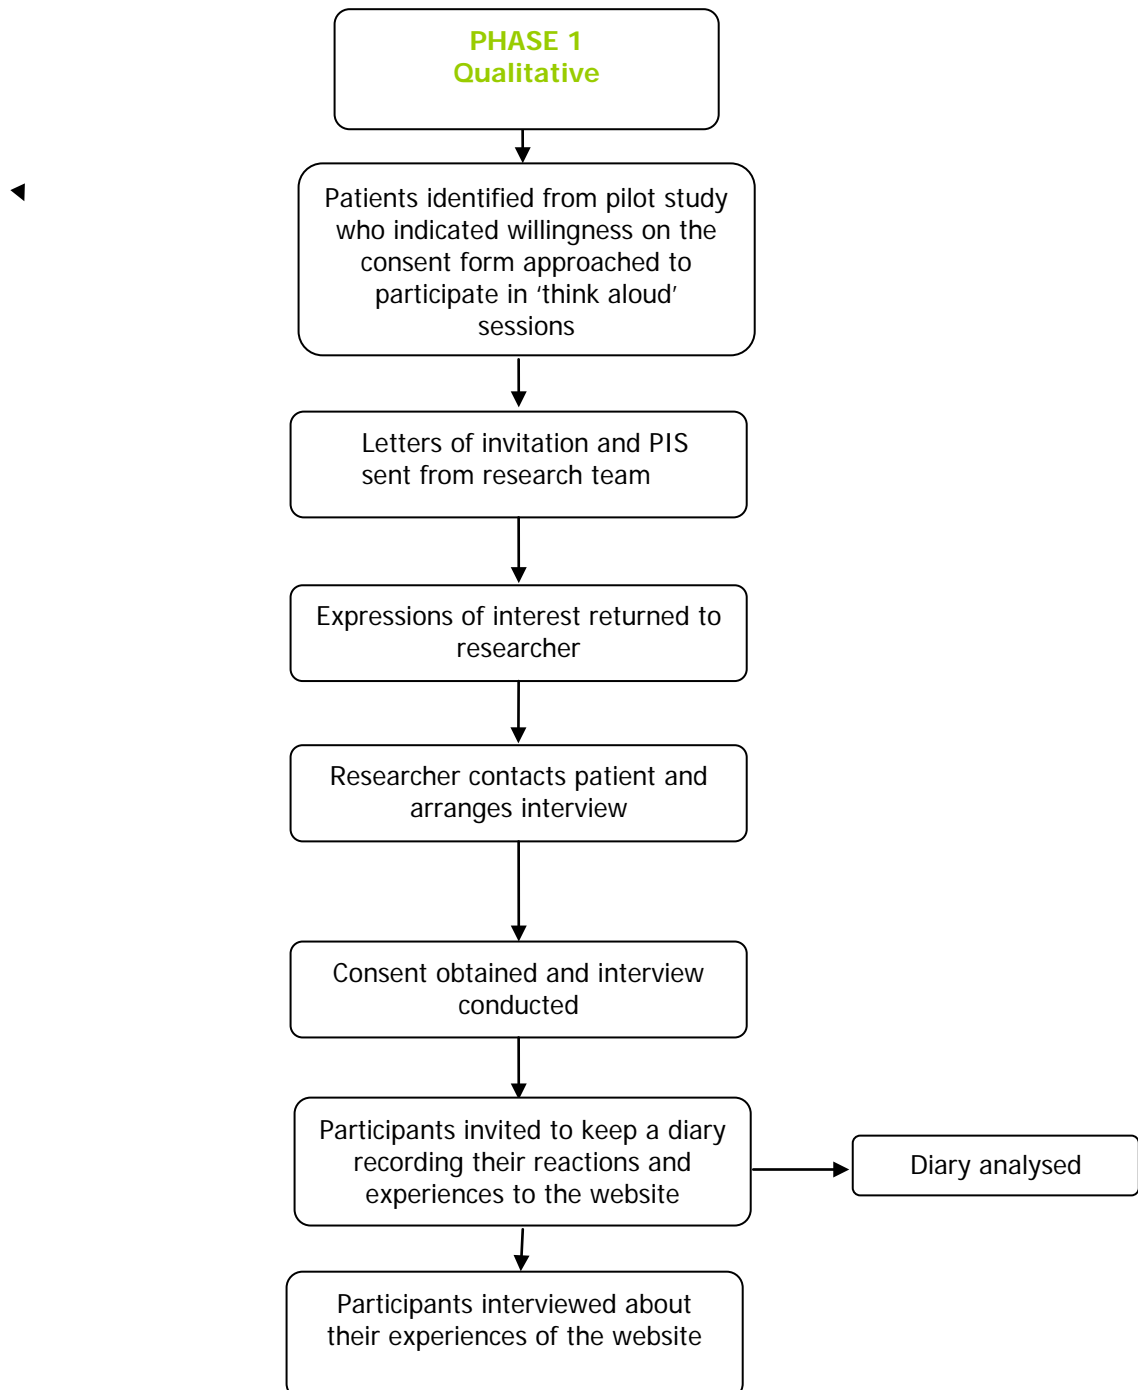 PHASE 1
Qualitative
Patients identified from pilot study
who indicated willingness on the
consent form approached to
participate in ‘think aloud’
sessions
Letters of invitation and PIS
sent from research team
Expressions of interest returned to
researcher
Researcher contacts patient and
arranges interview
Consent obtained and interview
conducted
Participants invited to keep a diary
recording their reactions and
experiences to the website
Diary analysed
Participants interviewed about
their experiences of the website